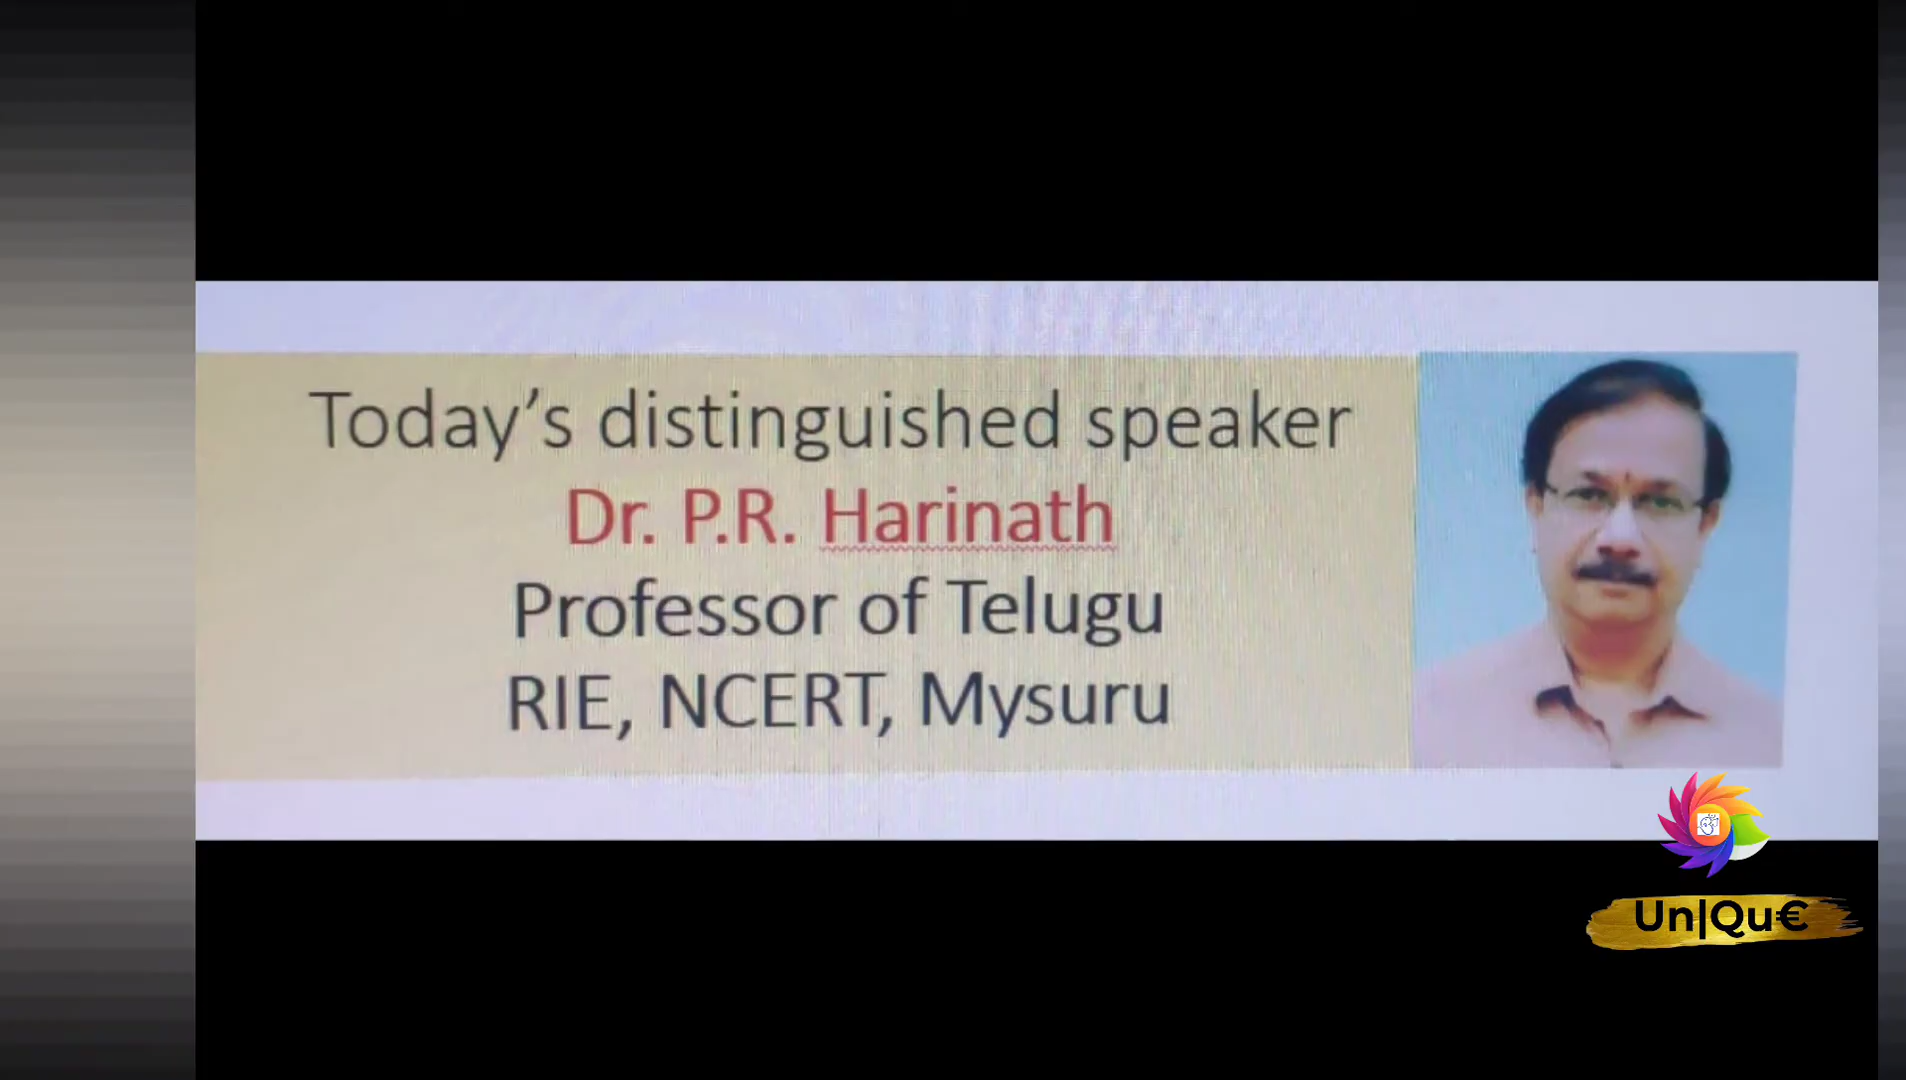 Today's distinguished speaker
Dr. P.R. Harinath
Professor of Telugu
RIE, NCERT, Mysuru
Un|Qu€